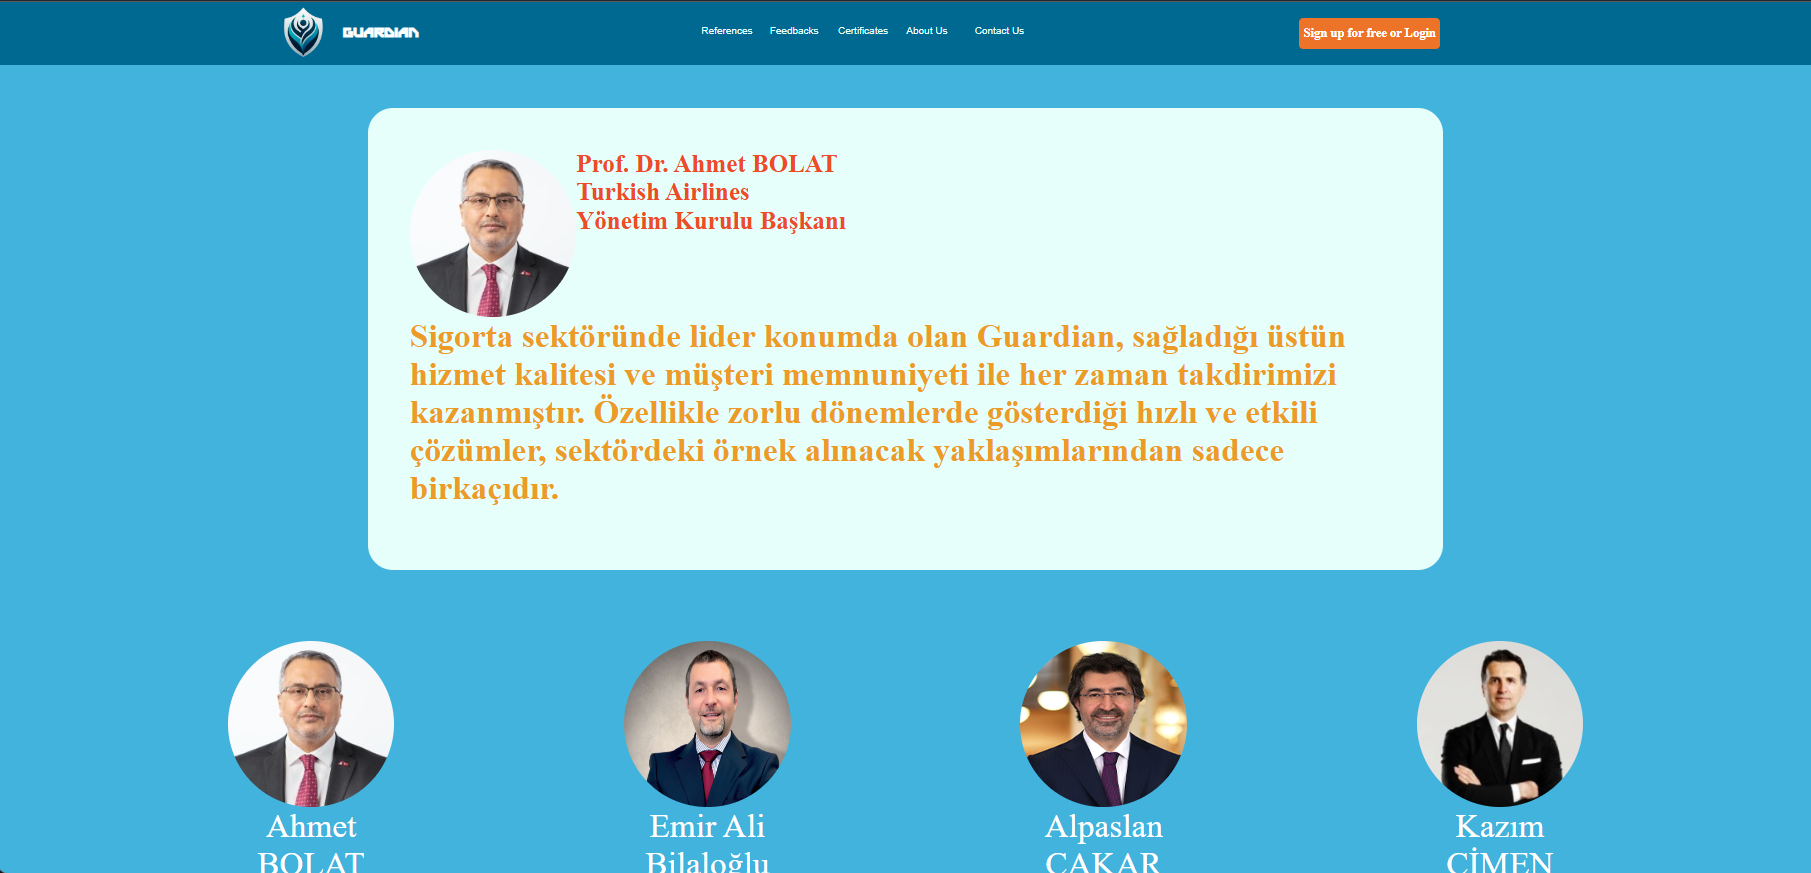 GUARDIAN
References Feedbacks Certificates About Us Contact Us
Sign up for free or Login
Prof. Dr. Ahmet BOLAT
Turkish Airlines
Yönetim Kurulu Başkanı
Sigorta sektöründe lider konumda olan Guardian, sağladığı üstün
hizmet kalitesi ve müşteri memnuniyeti ile her zaman takdirimizi
kazanmıştır. Özellikle zorlu dönemlerde gösterdiği hızlı ve etkili
çözümler, sektördeki örnek alınacak yaklaşımlarından sadece
birkaçıdır.
Ahmet
BOLAT
Emir Ali
Bilaloğlu
Alpaslan
ÇAKAR
Kazım
ÇİMEN